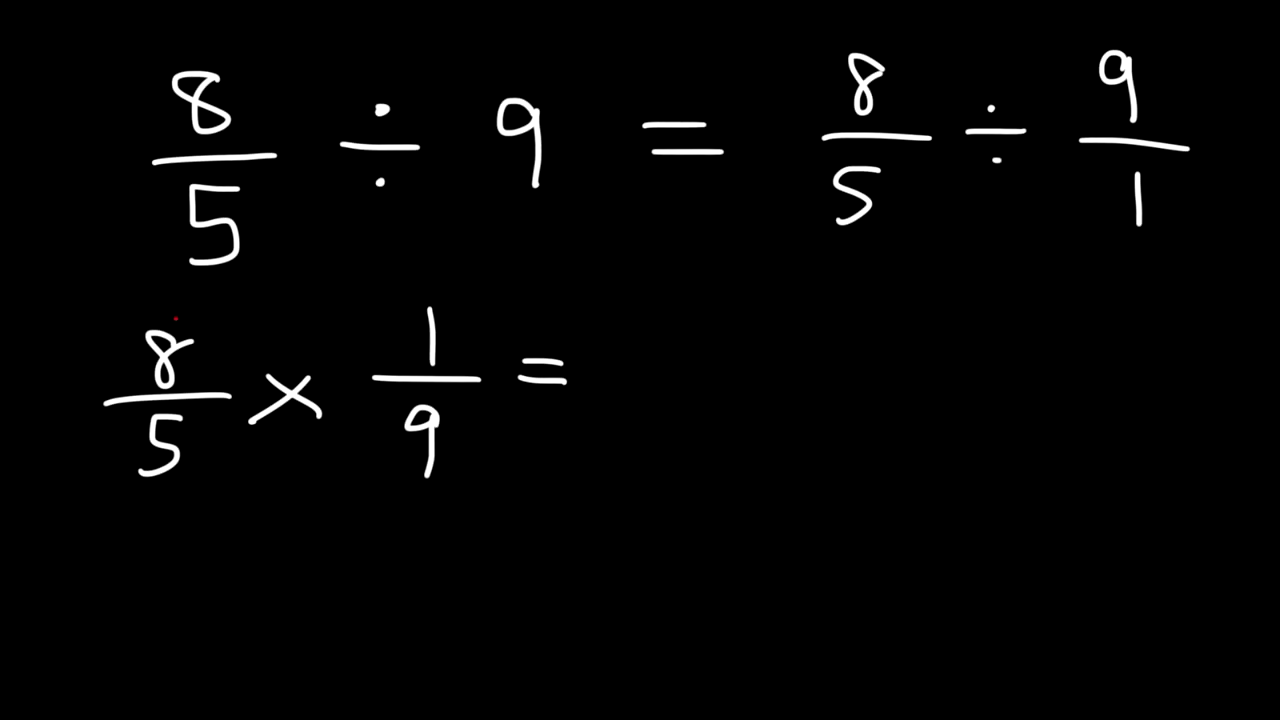 8/5 ÷ 9 = 8/5 ÷ 9/1
8/5 × 1/9 =